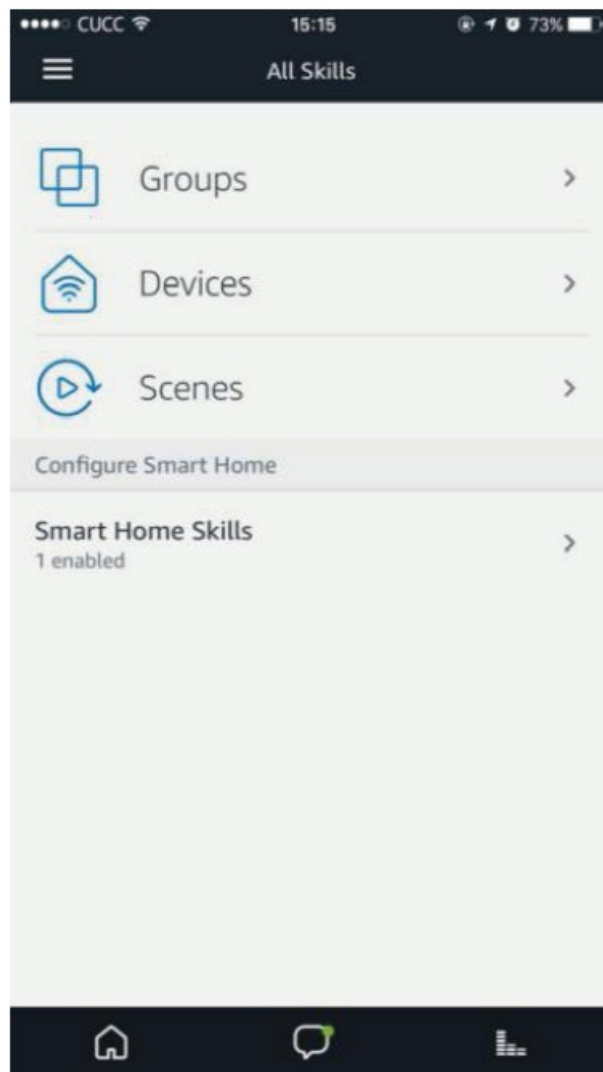 CUCC 15:15 73%
All Skills
Groups
Devices
Scenes
Configure Smart Home
Smart Home Skills
1 enabled